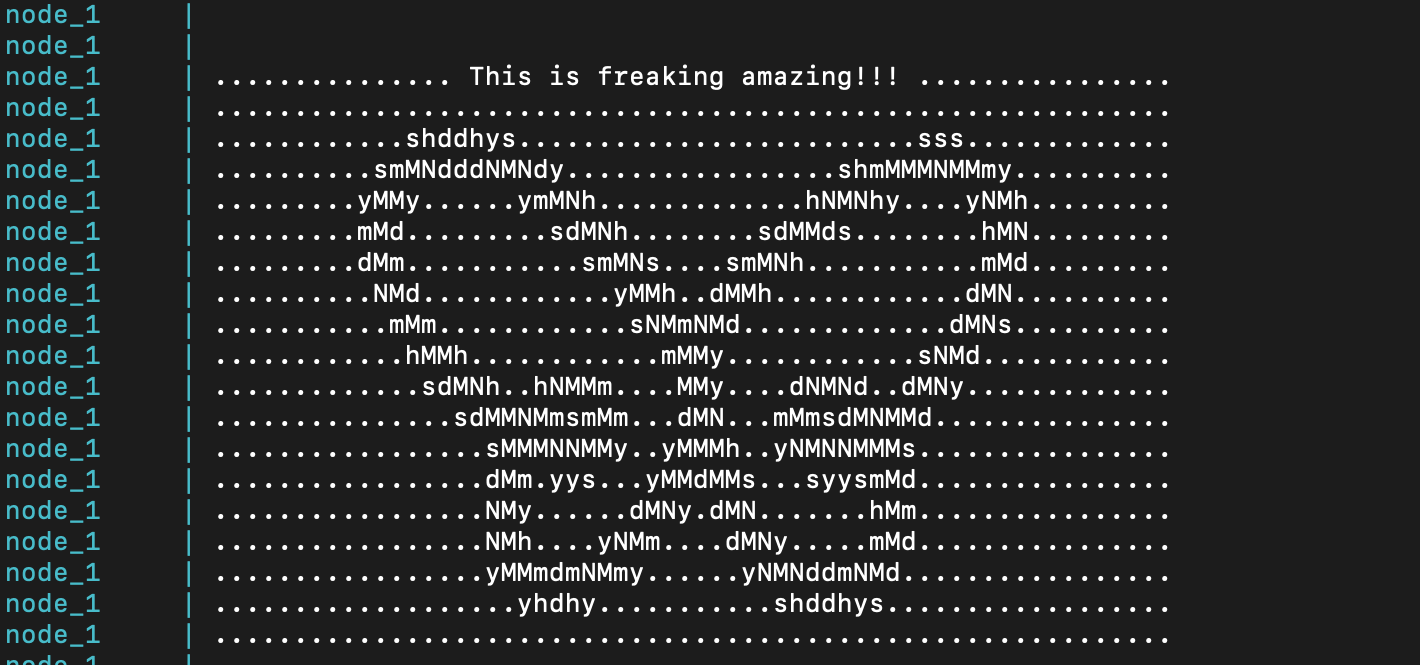 node_1     |
node_1     |
node_1     | ............... This is freaking amazing!!! ................
node_1     | ............................................................
node_1     | ............shddhys.........................sss.............
node_1     | ..........smMNdddNMNdy.................shmMMMNMMmy..........
node_1     | .........yMMy......ymMNh.............hNMNhy....yNMh.........
node_1     | .........mMd.........sdMNh........sdMMds........hMN.........
node_1     | .........dMm...........smMNs....smMNh...........mMd.........
node_1     | ..........NMd............yMMh..dMMh............dMN..........
node_1     | ...........mMm............sNMmNMd.............dMNs..........
node_1     | ............hMMh............mMMy............sNMd............
node_1     | .............sdMNh..hNMMm....MMy....dNMNd..dMNy.............
node_1     | ...............sdMMNMmsmMm...dMN...mMmsdMNMMd...............
node_1     | .................sMMMNNMMy..yMMMh..yNMNNMMMs................
node_1     | .................dMm.yys...yMMdMMs...syysmMd................
node_1     | .................NMy......dMNy.dMN.......hMm................
node_1     | .................NMh....yNMm....dMNy.....mMd................
node_1     | .................yMMmdmNMmy......yNMNddmNMd.................
node_1     | ...................yhdhy...........shddhys..................
node_1     | ............................................................
node_1     |